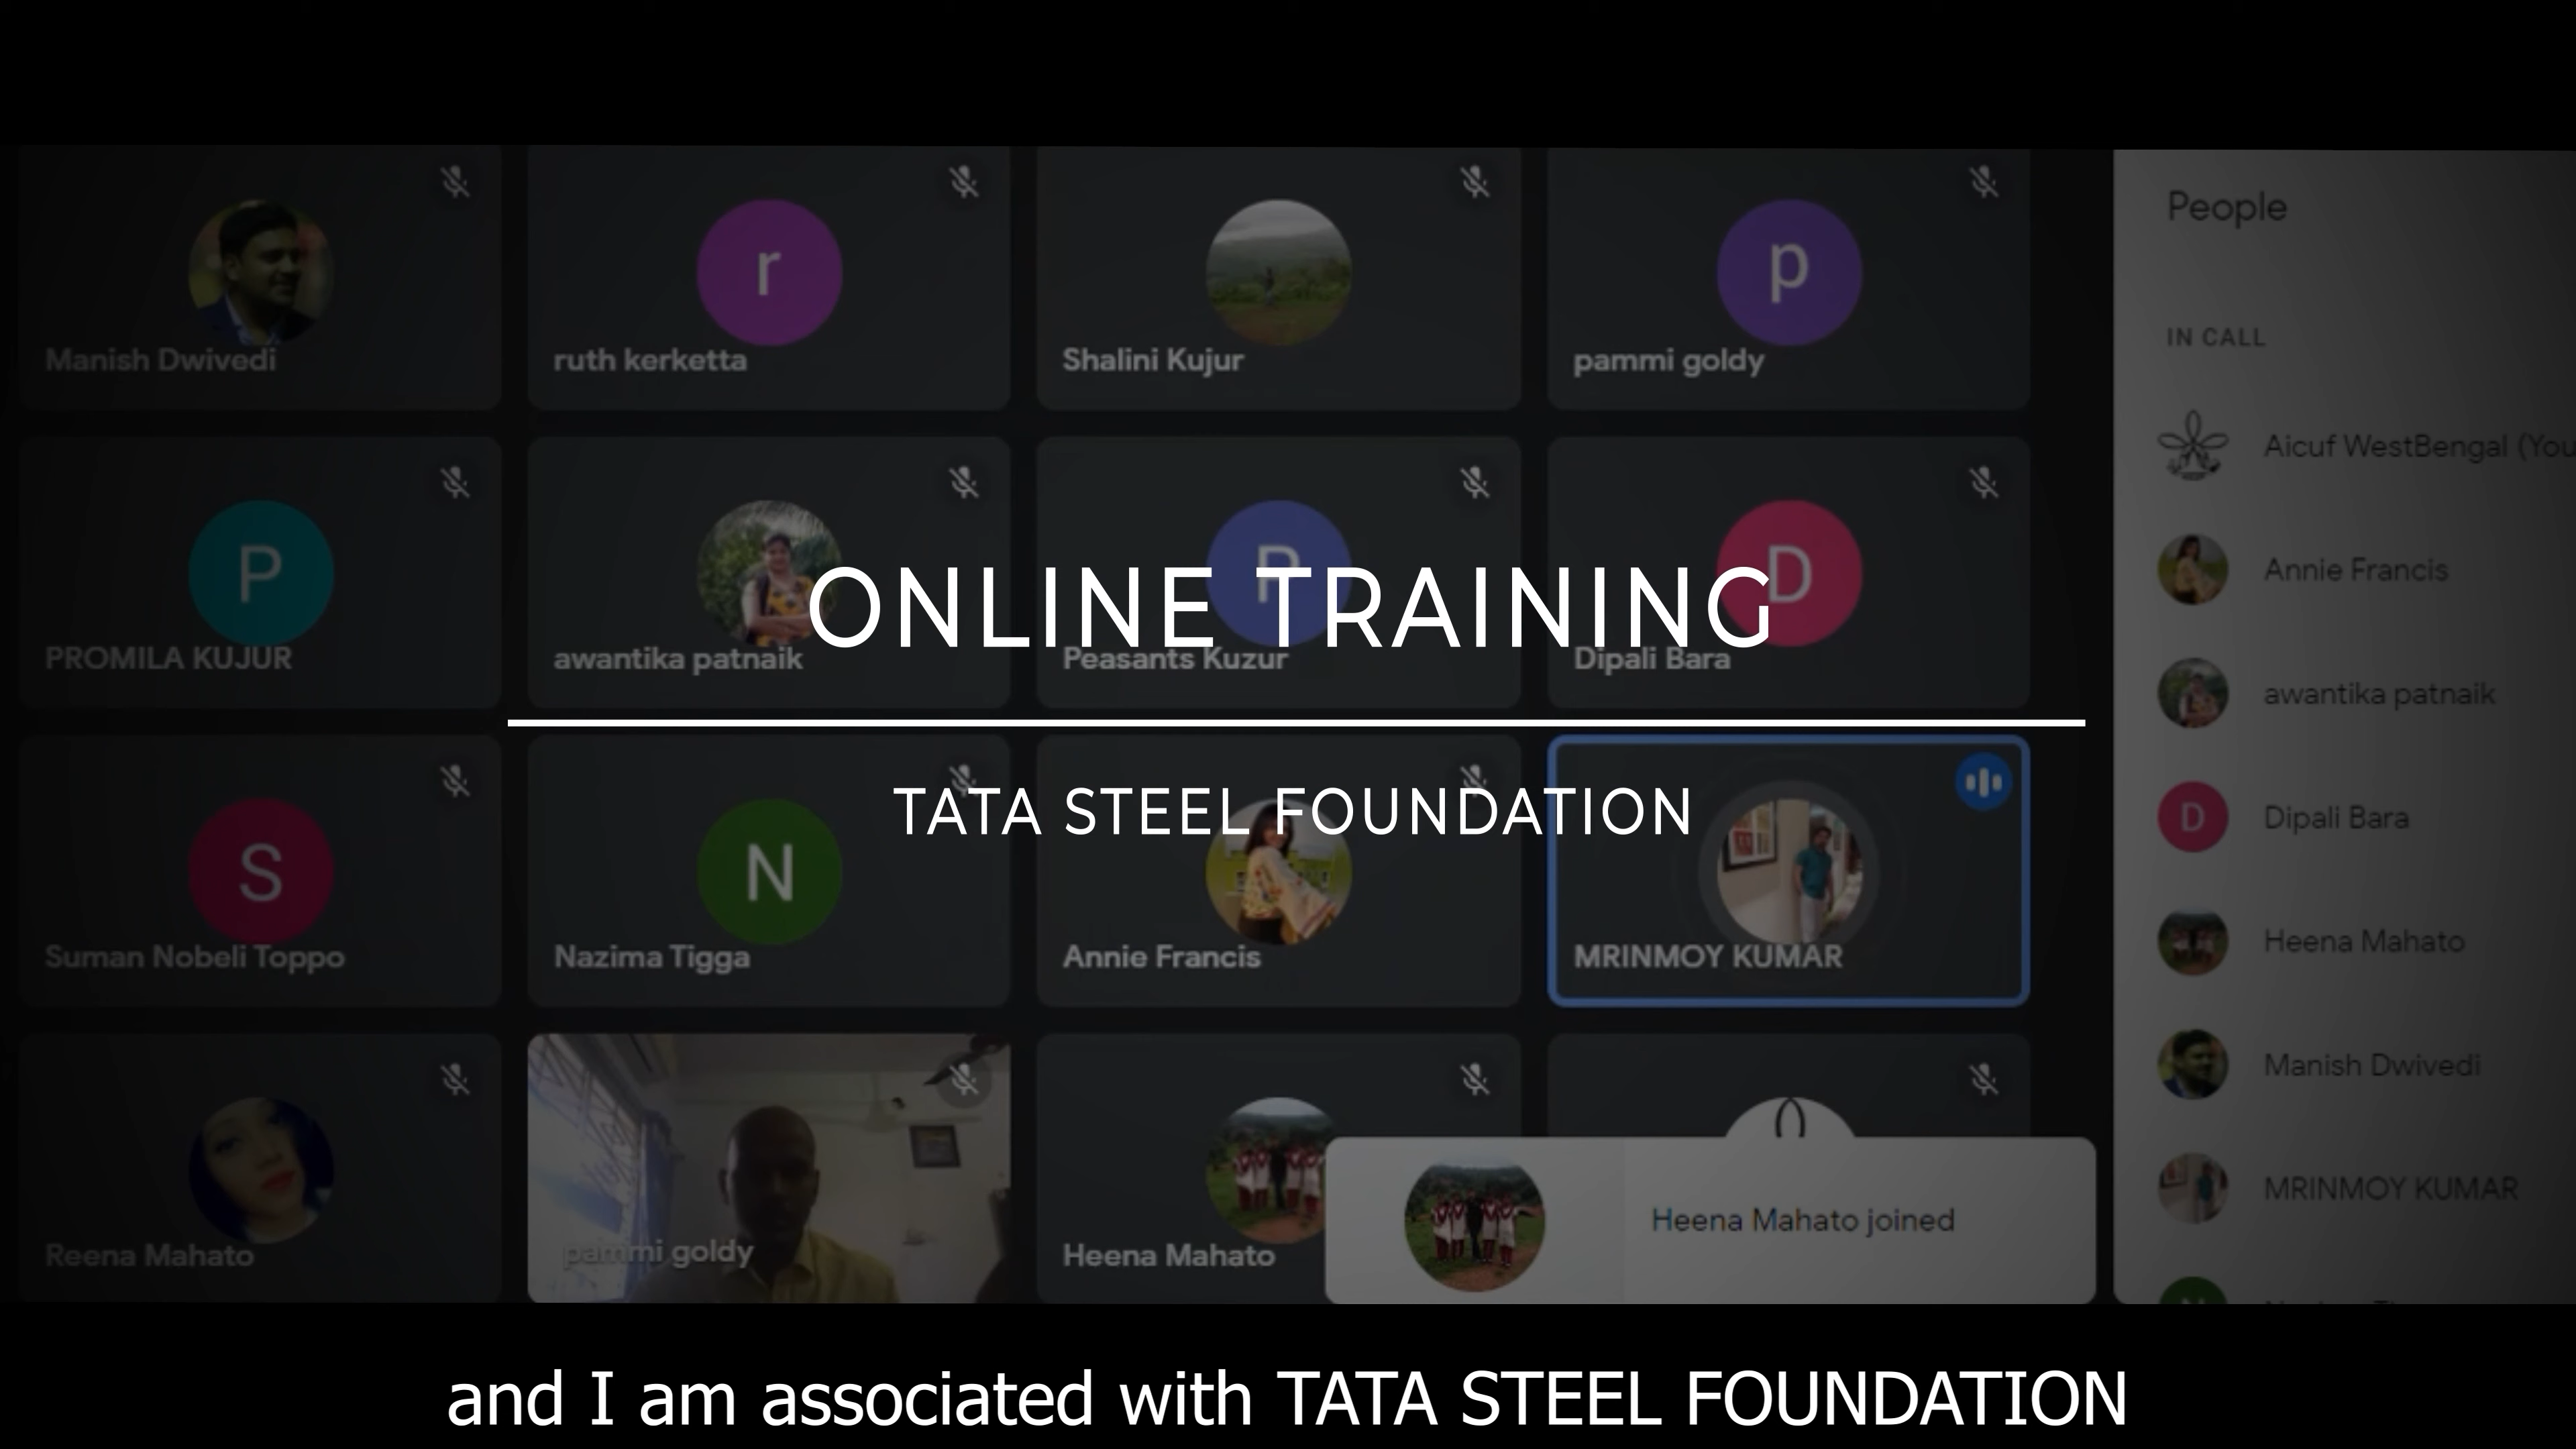 People
IN CALL
Manish Dwivedi
r
ruth kerketta
Shalini Kujur
p
pammi goldy
P
PROMILA KUJUR
awantika patnaik
P
Peasants Kuzur
D
Dipali Bara
ONLINE TRAINING
TATA STEEL FOUNDATION
S
Suman Nobeli Toppo
N
Nazima Tigga
Annie Francis
MRINMOY KUMAR
Reena Mahato
pammi goldy
Heena Mahato
Heena Mahato joined
Aicuf WestBengal (You
Annie Francis
awantika patnaik
D
Dipali Bara
Heena Mahato
Manish Dwivedi
MRINMOY KUMAR
and I am associated with TATA STEEL FOUNDATION